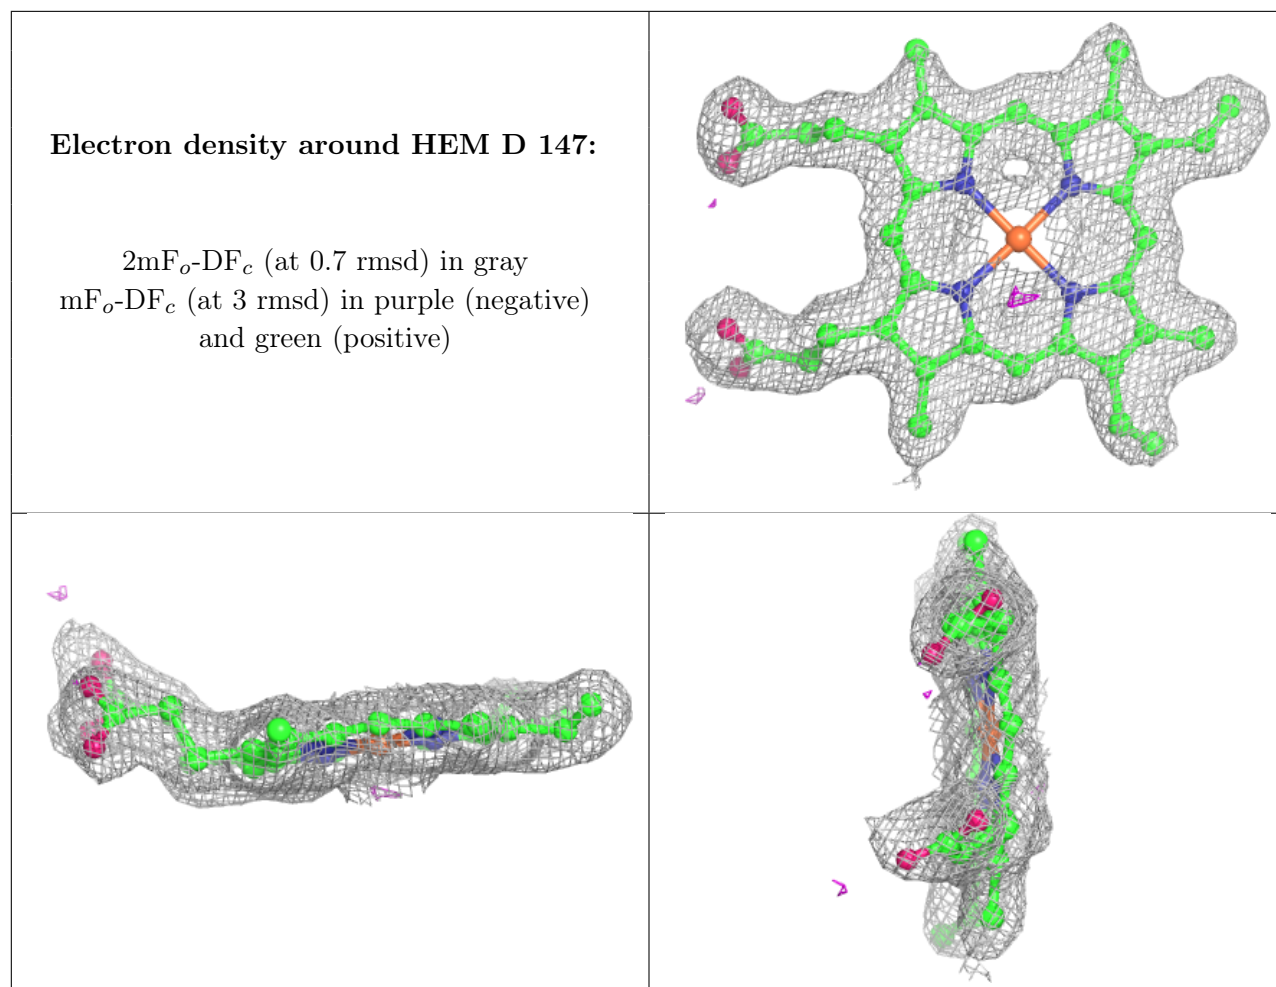 Electron density around HEM D 147:
2mFo-DFc (at 0.7 rmsd) in gray
mFo-DFc (at 3 rmsd) in purple (negative)
and green (positive)